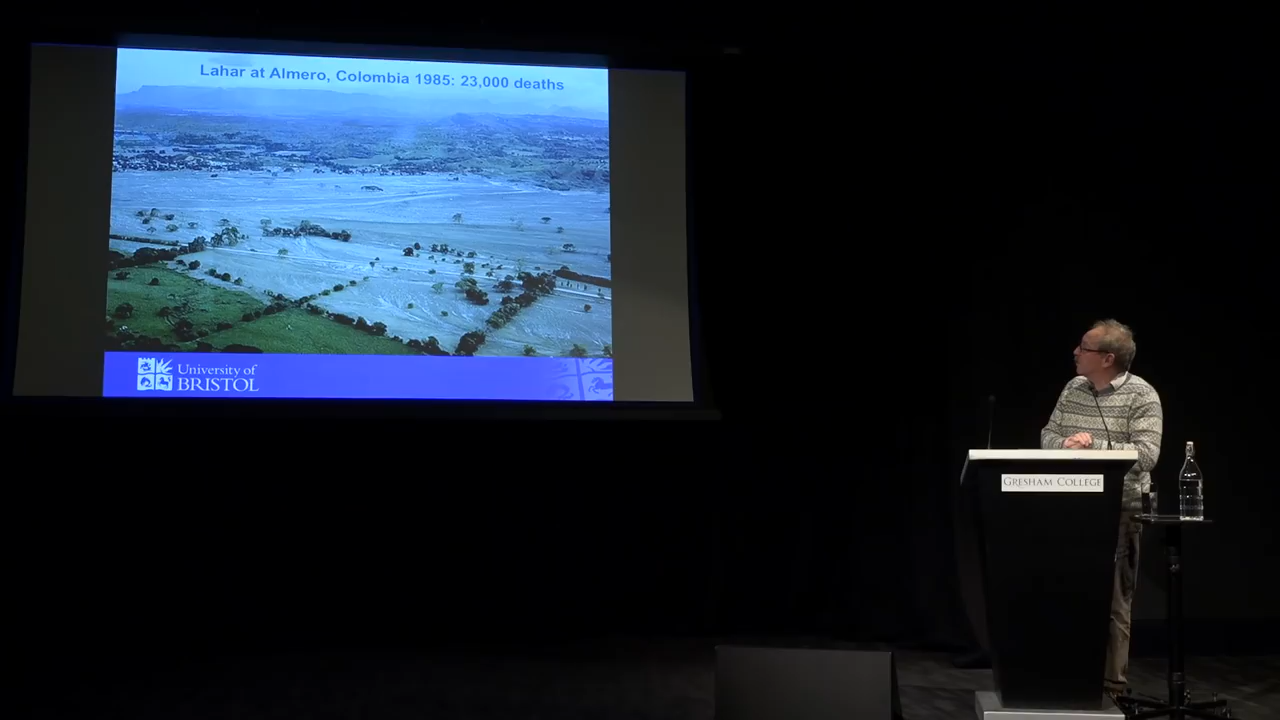 Lahar at Almero, Colombia 1985: 23,000 deaths
University of
BRISTOL
GRESHAM COLLEGE